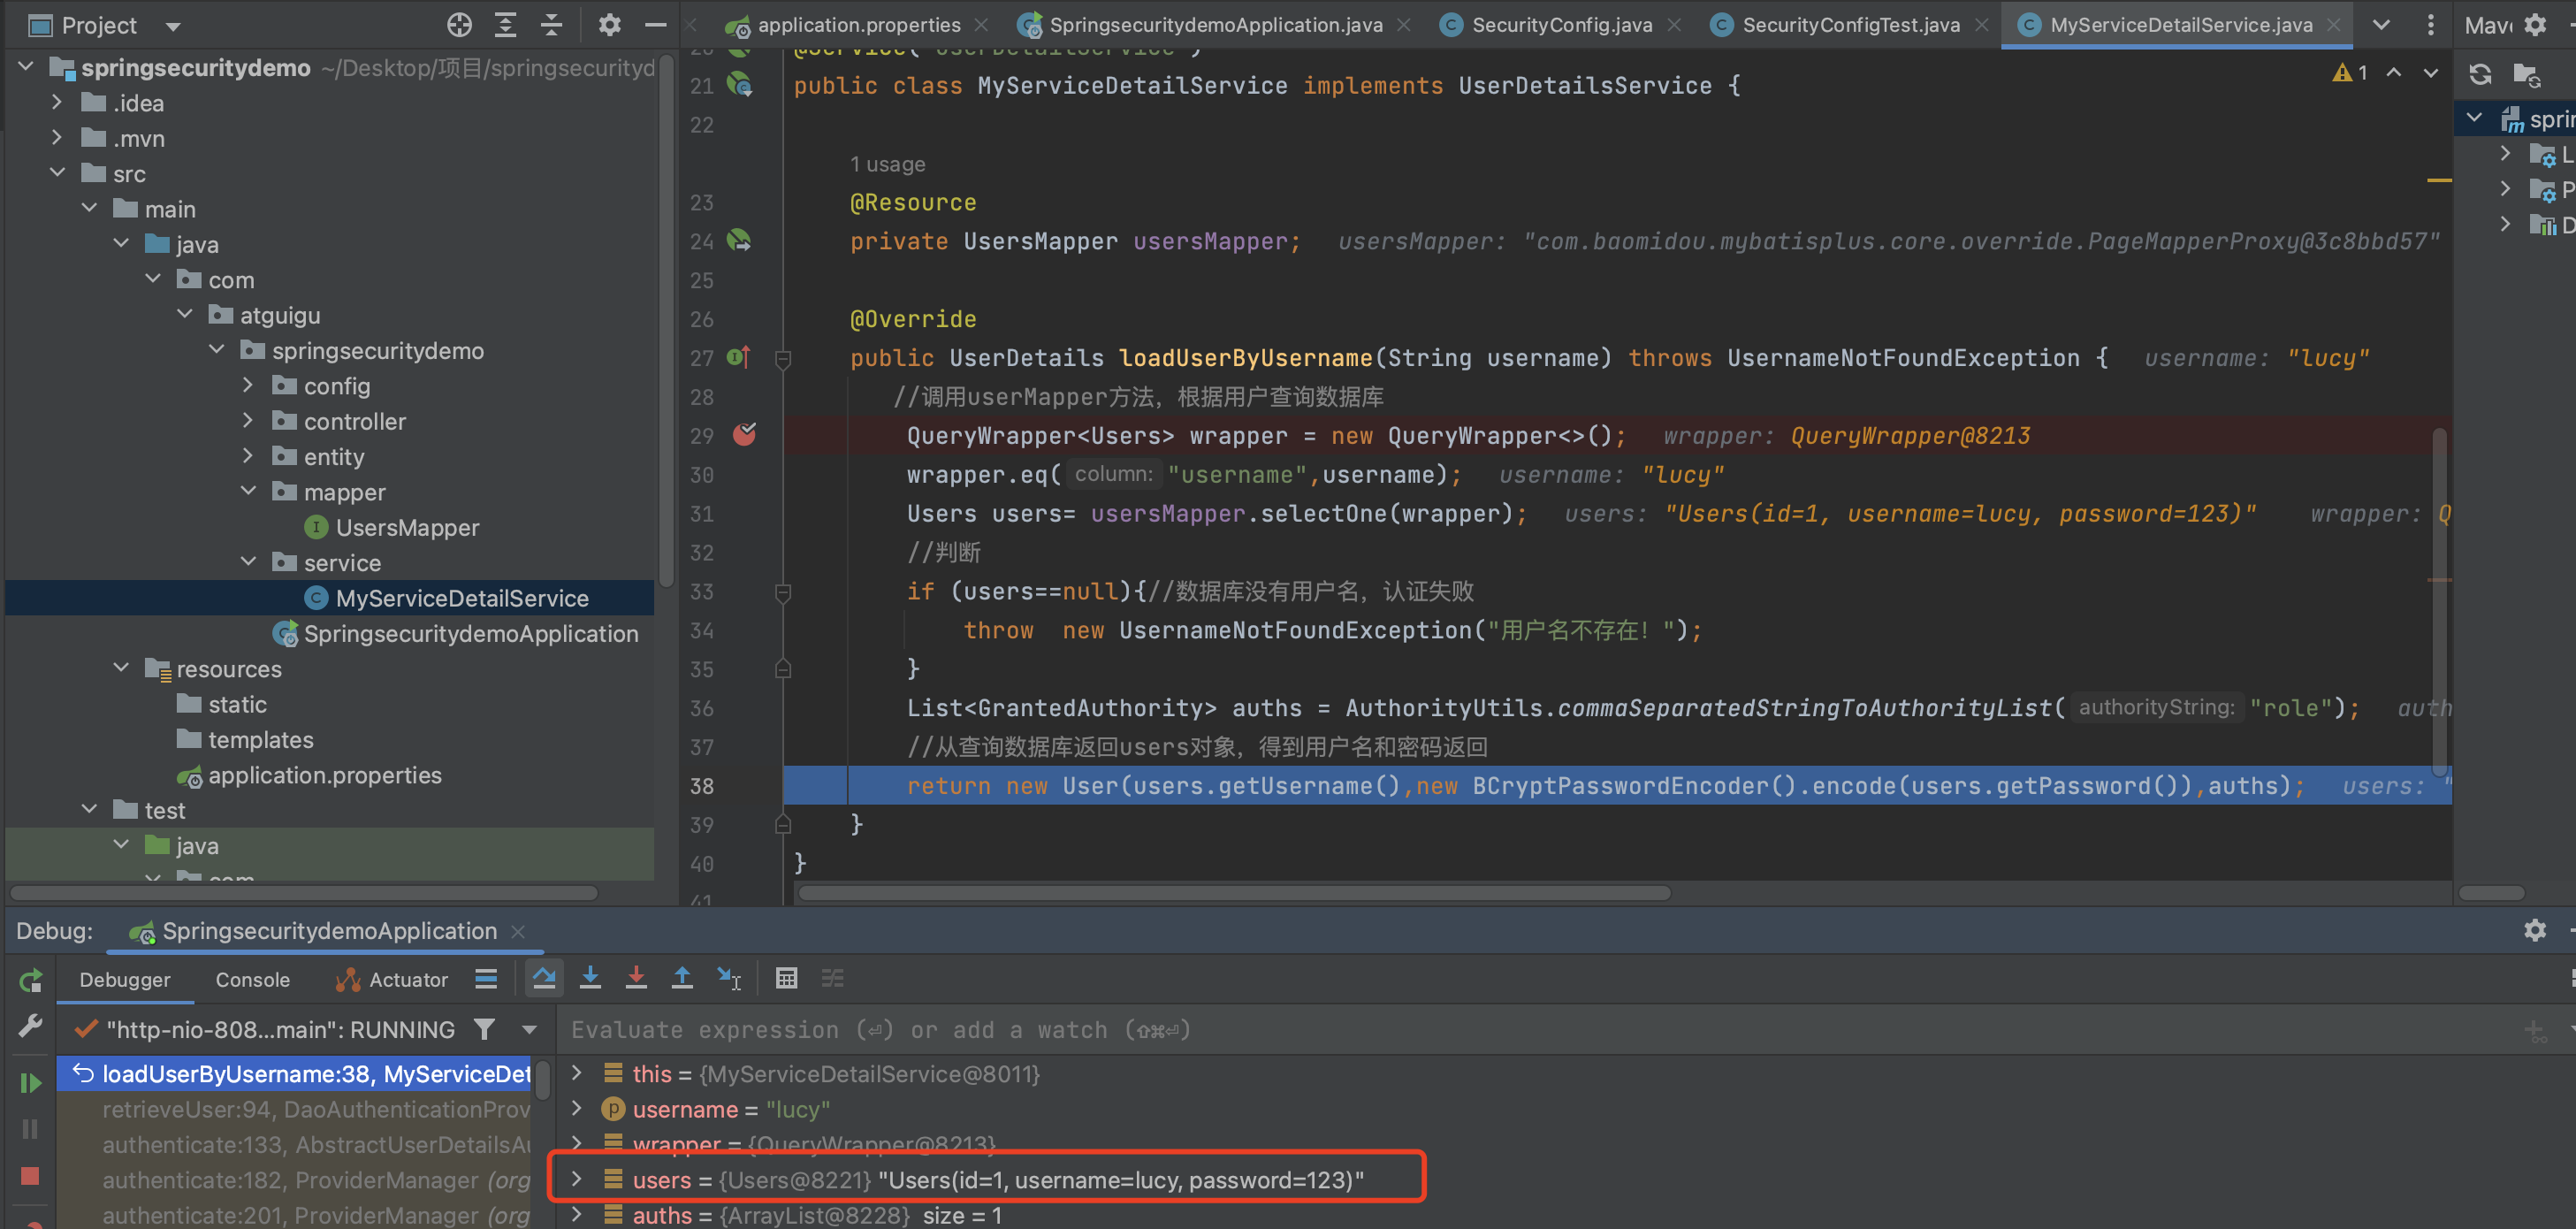 Project
application.properties
SpringsecuritydemoApplication.java
SecurityConfig.java
SecurityConfigTest.java
MyServiceDetailService.java
springsecuritydemo ~/Desktop/项目/springsecurityd
.idea
.mvn
src
main
java
com
atguigu
springsecuritydemo
config
controller
entity
mapper
UsersMapper
service
MyServiceDetailService
SpringsecuritydemoApplication
resources
static
templates
application.properties
test
java
com
21 public class MyServiceDetailService implements UserDetailsService {
1
22
1 usage
23 @Resource
24 private UsersMapper usersMapper; usersMapper: "com.baomidou.mybatisplus.core.override.PageMapperProxy@3c8bbd57"
25
26 @Override
27 public UserDetails loadUserByUsername(String username) throws UsernameNotFoundException { username: "lucy"
28 //调用userMapper方法，根据用户查询数据库
29 QueryWrapper<Users> wrapper = new QueryWrapper<>(); wrapper: QueryWrapper@8213
30 wrapper.eq( column: "username",username); username: "lucy"
31 Users users= usersMapper.selectOne(wrapper); users: "Users(id=1, username=lucy, password=123)" wrapper: Q
32 //判断
33 if (users==null){//数据库没有用户名，认证失败
34 throw new UsernameNotFoundException("用户名不存在！");
35 }
36 List<GrantedAuthority> auths = AuthorityUtils.commaSeparatedStringToAuthorityList( authorityString: "role"); auth
37 //从查询数据库返回users对象，得到用户名和密码返回
38 return new User(users.getUsername(),new BCryptPasswordEncoder().encode(users.getPassword()),auths); users: "
39 }
40 }
41
Debug: SpringsecuritydemoApplication
Debugger Console Actuator
"http-nio-808...main": RUNNING
Evaluate expression (⏎) or add a watch (⇧⌘⏎)
loadUserByUsername:38, MyServiceDet
retrieveUser:94, DaoAuthenticationProv
authenticate:133, AbstractUserDetailsAu
authenticate:182, ProviderManager (org
authenticate:201, ProviderManager (org
this = {MyServiceDetailService@8011}
username = "lucy"
wrapper = {QueryWrapper@8213}
users = {Users@8221} "Users(id=1, username=lucy, password=123)"
auths = {ArrayList@8228} size = 1